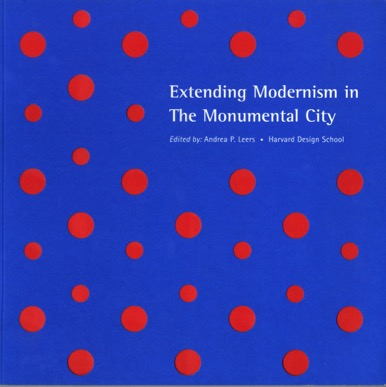 Extending Modernism in
The Monumental City
Edited by: Andrea P. Leers • Harvard Design School